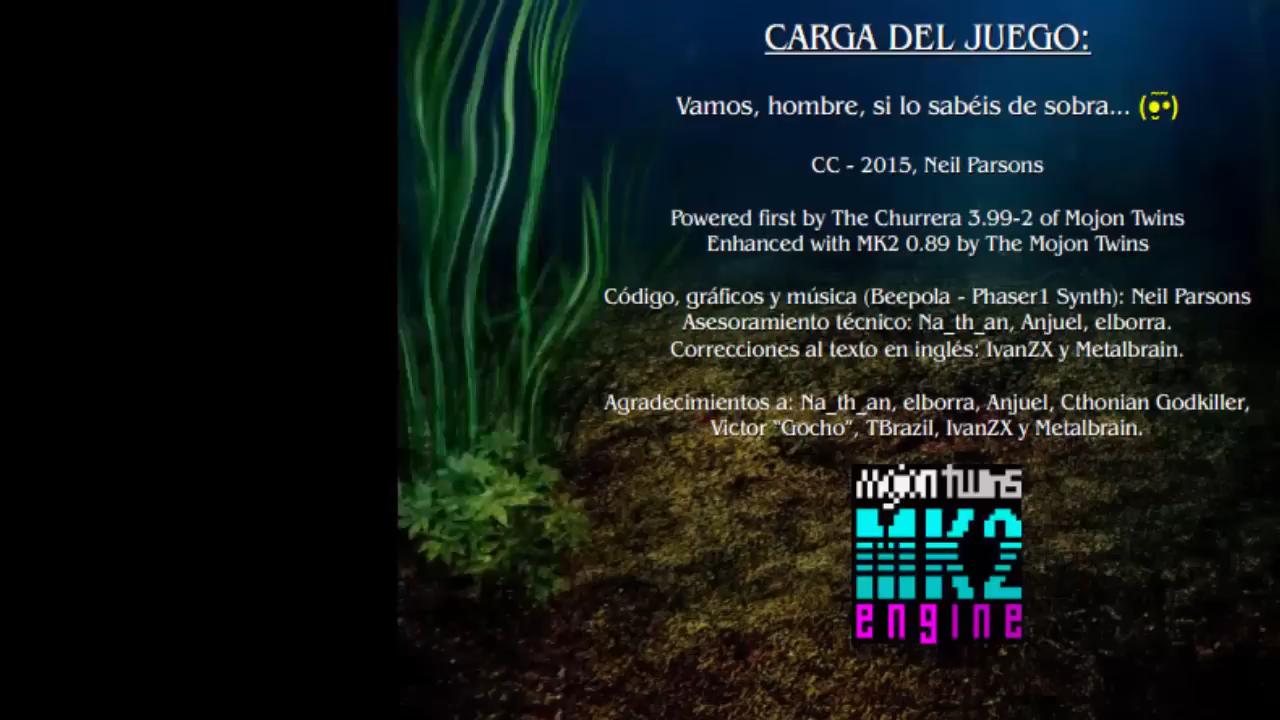 CARGA DEL JUEGO:
Vamos, hombre, si lo sabéis de sobra...
CC - 2015, Neil Parsons
Powered first by The Churrera 3.99-2 of Mojon Twins
Enhanced with MK2 0.89 by The Mojon Twins
Código, gráficos y música (Beepola - Phaser1 Synth): Neil Parsons
Asesoramiento técnico: Na_th_an, Anjuel, elborra.
Correcciones al texto en inglés: IvanZX y Metalbrain.
Agradecimientos a: Na_th_an, elborra, Anjuel, Cthonian Godkiller,
Victor "Gocho", TBrazil, IvanZX y Metalbrain.
mojon twins
MK2
engine